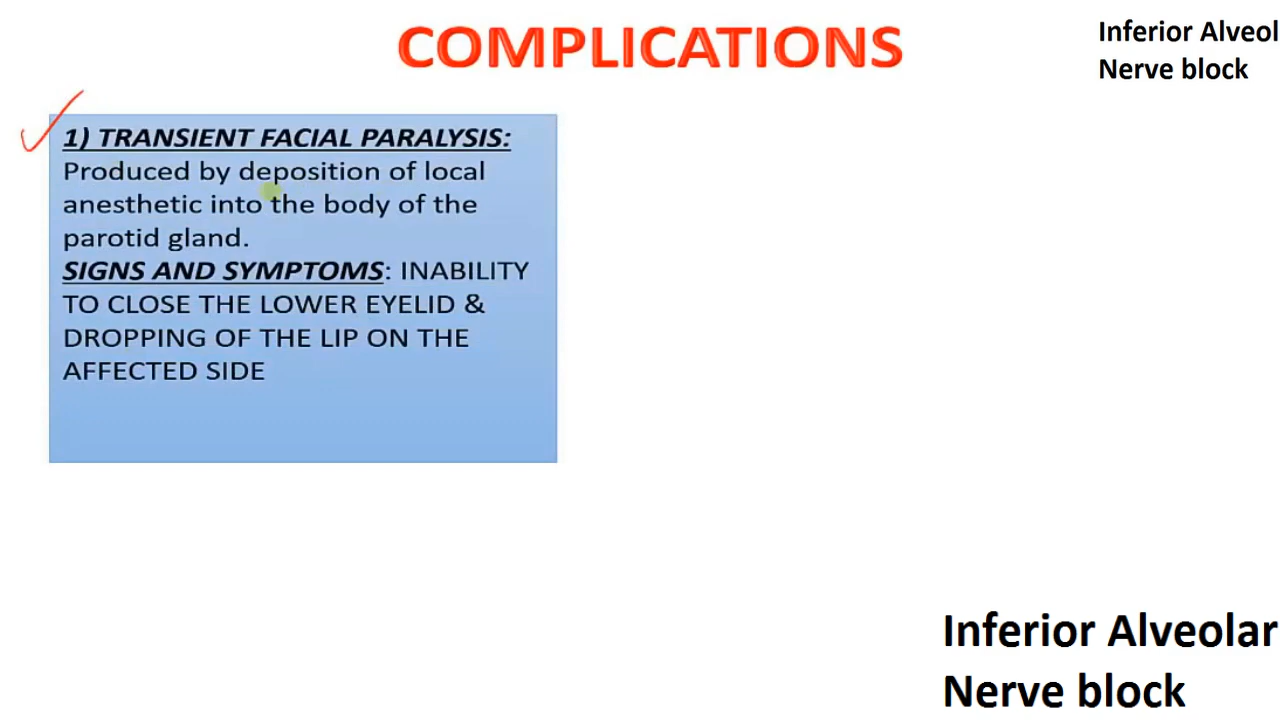 COMPLICATIONS
Inferior Alveol
Nerve block
1) TRANSIENT FACIAL PARALYSIS:
Produced by deposition of local
anesthetic into the body of the
parotid gland.
SIGNS AND SYMPTOMS: INABILITY
TO CLOSE THE LOWER EYELID &
DROPPING OF THE LIP ON THE
AFFECTED SIDE
Inferior Alveolar
Nerve block